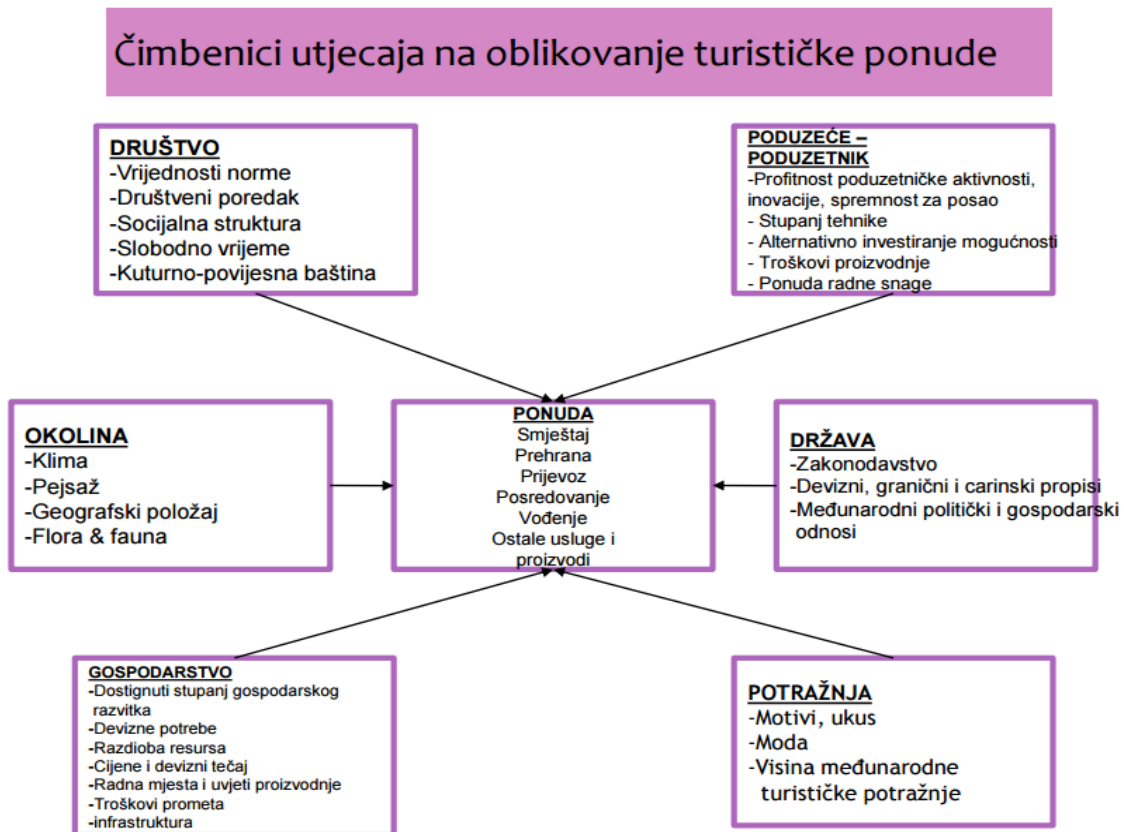 Čimbenici utjecaja na oblikovanje turističke ponude
DRUŠTVO
-Vrijednosti norme
-Društveni poredak
-Socijalna struktura
-Slobodno vrijeme
-Kuturno-povijesna baština
PODUZEĆE –
PODUZETNIK
-Profitnost poduzetničke aktivnosti,
inovacije, spremnost za posao
- Stupanj tehnike
- Alternativno investiranje mogućnosti
- Troškovi proizvodnje
- Ponuda radne snage
OKOLINA
-Klima
-Pejsaž
-Geografski položaj
-Flora & fauna
PONUDA
Smještaj
Prehrana
Prijevoz
Posredovanje
Vođenje
Ostale usluge i
proizvodi
DRŽAVA
-Zakonodavstvo
-Devizni, granični i carinski propisi
-Međunarodni politički i gospodarski
odnosi
GOSPODARSTVO
-Dostignuti stupanj gospodarskog
razvitka
-Devizne potrebe
-Razdioba resursa
-Cijene i devizni tečaj
-Radna mjesta i uvjeti proizvodnje
-Troškovi prometa
-infrastruktura
POTRAŽNJA
-Motivi, ukus
-Moda
-Visina međunarodne
turističke potražnje